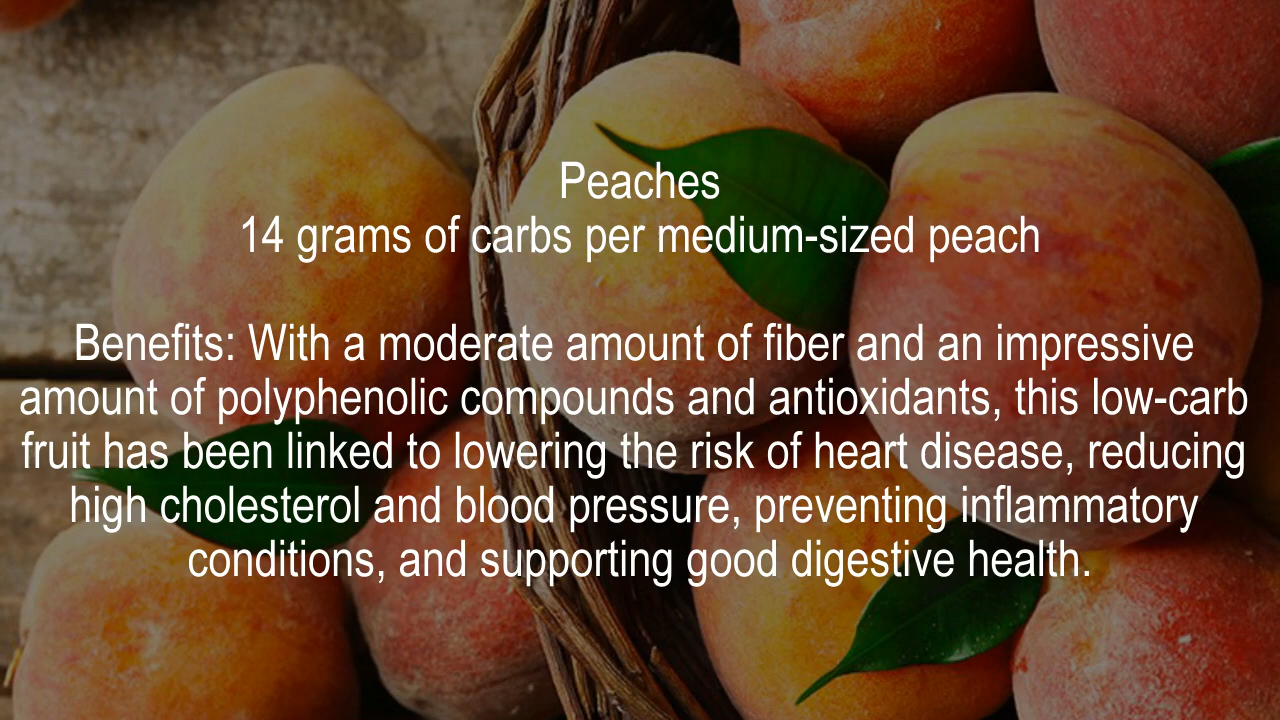 Peaches
14 grams of carbs per medium-sized peach
Benefits: With a moderate amount of fiber and an impressive
amount of polyphenolic compounds and antioxidants, this low-carb
fruit has been linked to lowering the risk of heart disease, reducing
high cholesterol and blood pressure, preventing inflammatory
conditions, and supporting good digestive health.